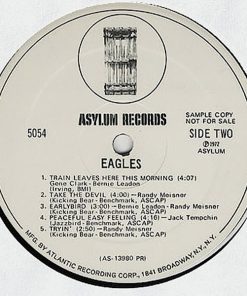 ASYLUM RECORDS
SAMPLE COPY
NOT FOR SALE
5054
SIDE TWO
℗ 1972
ASYLUM
EAGLES
1. TRAIN LEAVES HERE THIS MORNING (4:07)
Gene Clark-Bernie Leadon
(Irving, BMI)
2. TAKE THE DEVIL (4:00)—Randy Meisner
(Kicking Bear - Benchmark, ASCAP)
3. EARLYBIRD (3:00)—Bernie Leadon-Randy Meisner
(Kicking Bear - Benchmark, ASCAP)
4. PEACEFUL EASY FEELING (4:16)—Jack Tempchin
(Jazzbird - Benchmark, ASCAP)
5. TRYIN' (2:50)—Randy Meisner
(Kicking Bear-Benchmark, ASCAP)
(AS-13980 PR)
MFG. BY ATLANTIC RECORDING CORP., 1841 BROADWAY, N.Y., N.Y.